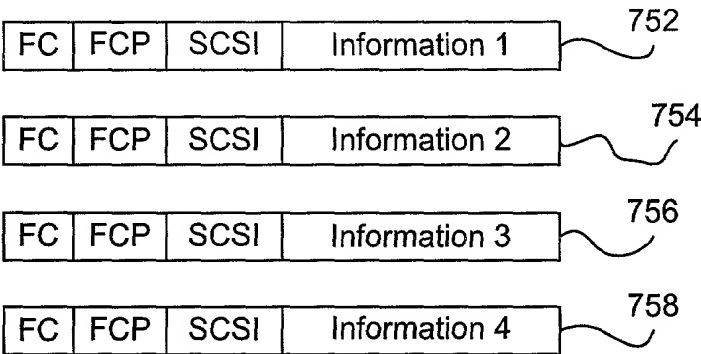 752
FC FCP SCSI Information 1
754
FC FCP SCSI Information 2
756
FC FCP SCSI Information 3
758
FC FCP SCSI Information 4